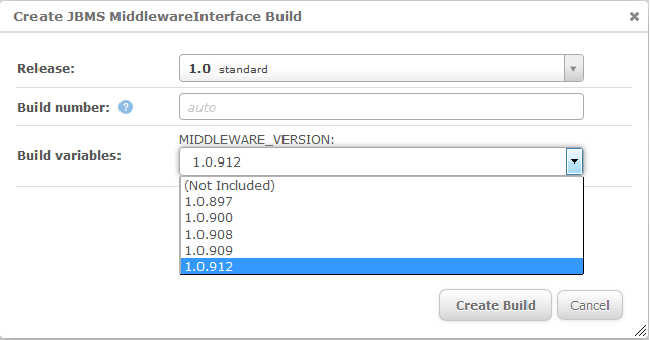 Create JBMS MiddlewareInterface Build
Release:
1.0 standard
Build number: ?
auto
MIDDLEWARE_VERSION:
Build variables:
1.0.912
(Not Included)
1.0.897
1.0.900
1.0.908
1.0.909
1.0.912
Create Build
Cancel